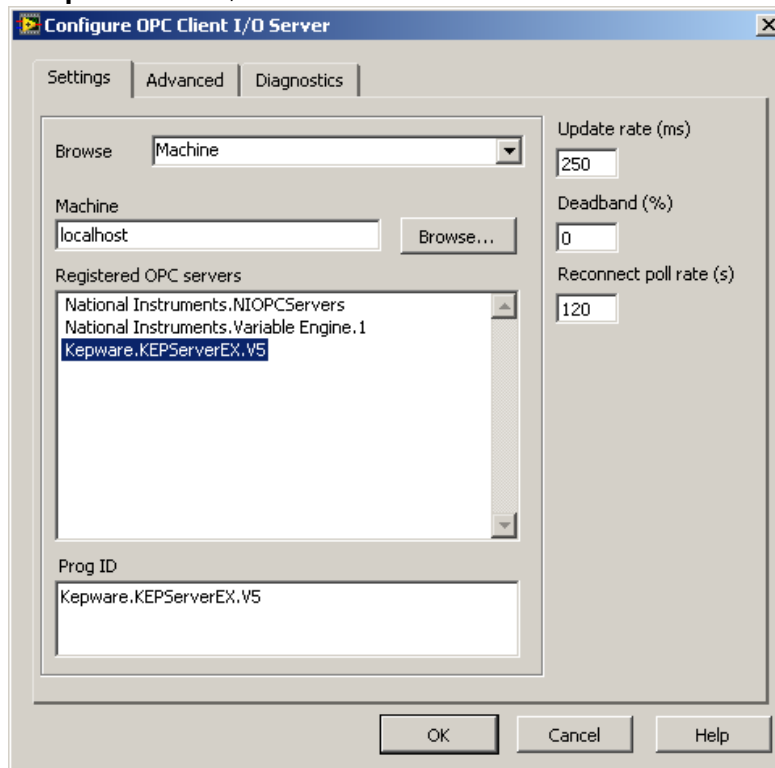 Configure OPC Client I/O Server
Settings
Advanced
Diagnostics
Browse
Machine
Machine
localhost
Browse...
Registered OPC servers
National Instruments.NIOPCServers
National Instruments.Variable Engine.1
Kepware.KEPServerEX.V5
Prog ID
Kepware.KEPServerEX.V5
Update rate (ms)
250
Deadband (%)
0
Reconnect poll rate (s)
120
OK
Cancel
Help